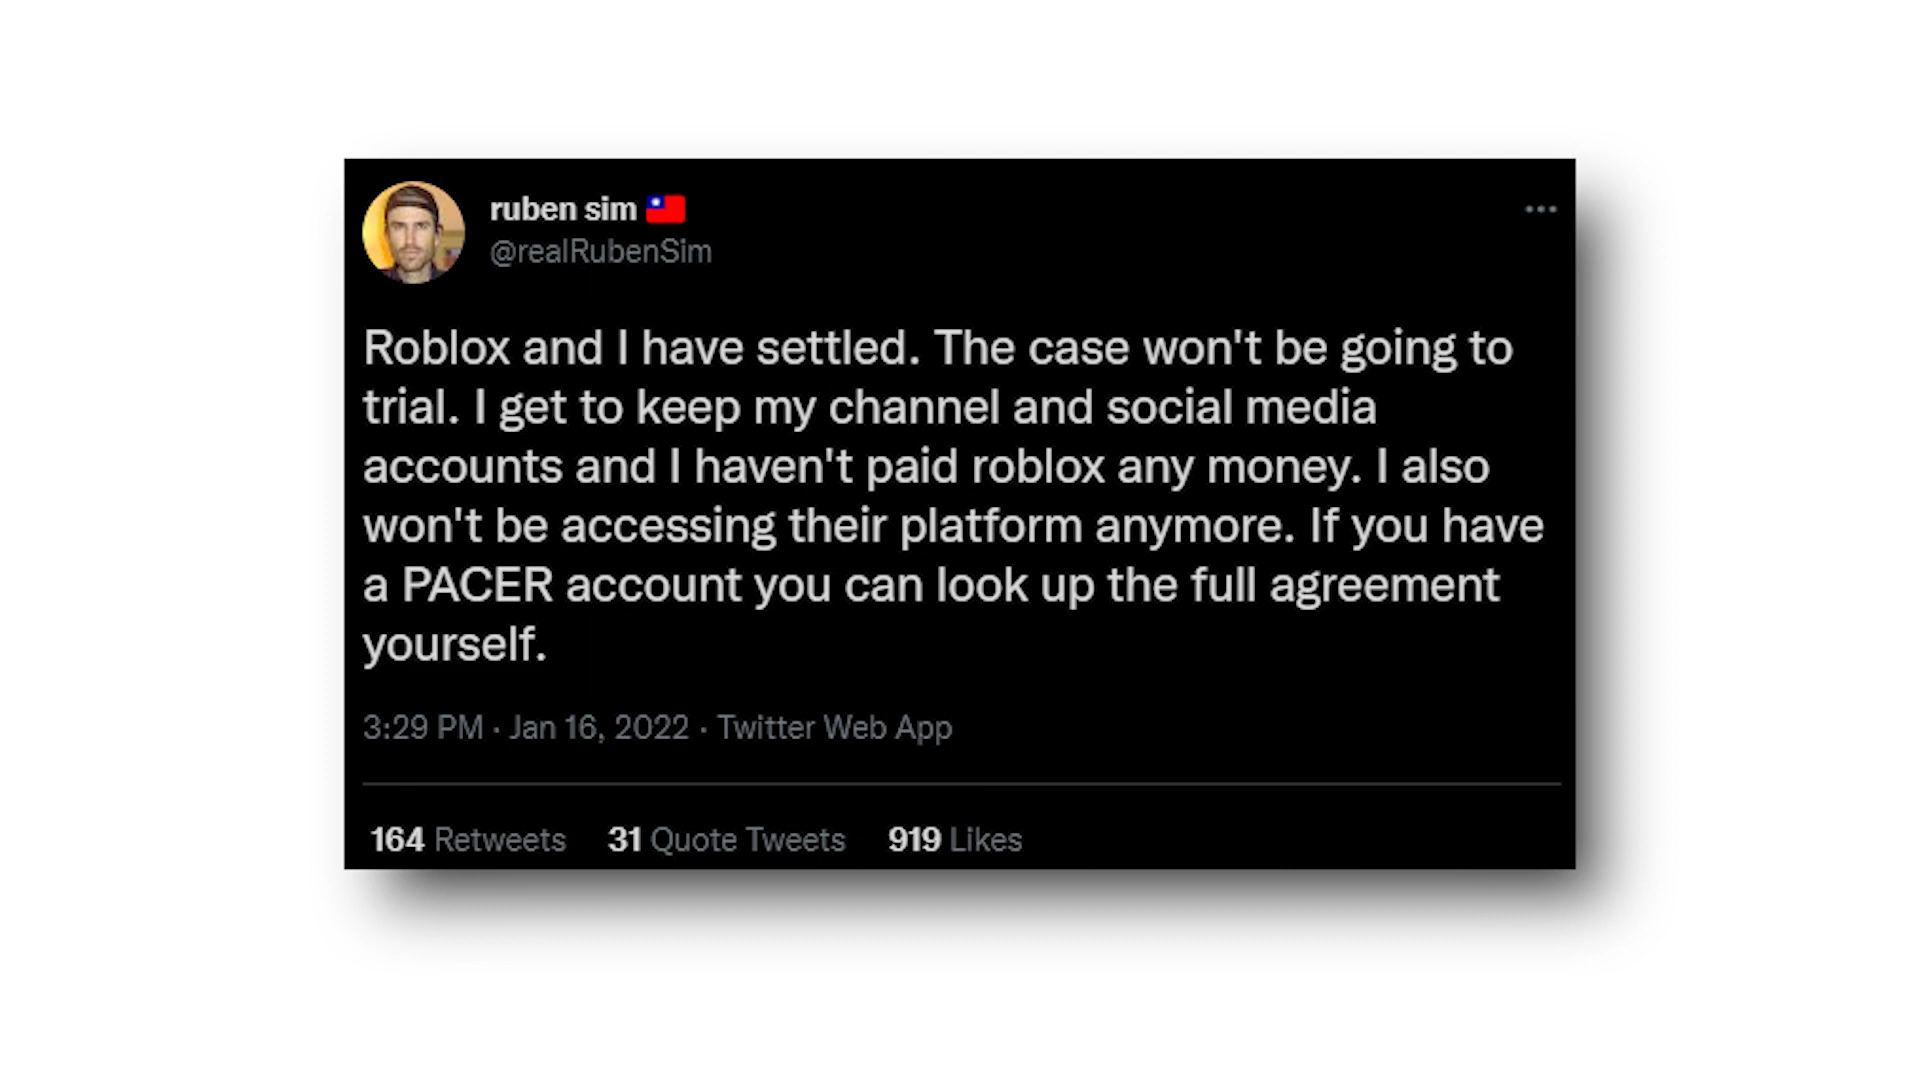 ruben sim 🇹🇼
@realRubenSim
Roblox and I have settled. The case won't be going to
trial. I get to keep my channel and social media
accounts and I haven't paid roblox any money. I also
won't be accessing their platform anymore. If you have
a PACER account you can look up the full agreement
yourself.
3:29 PM · Jan 16, 2022 · Twitter Web App
164 Retweets 31 Quote Tweets 919 Likes